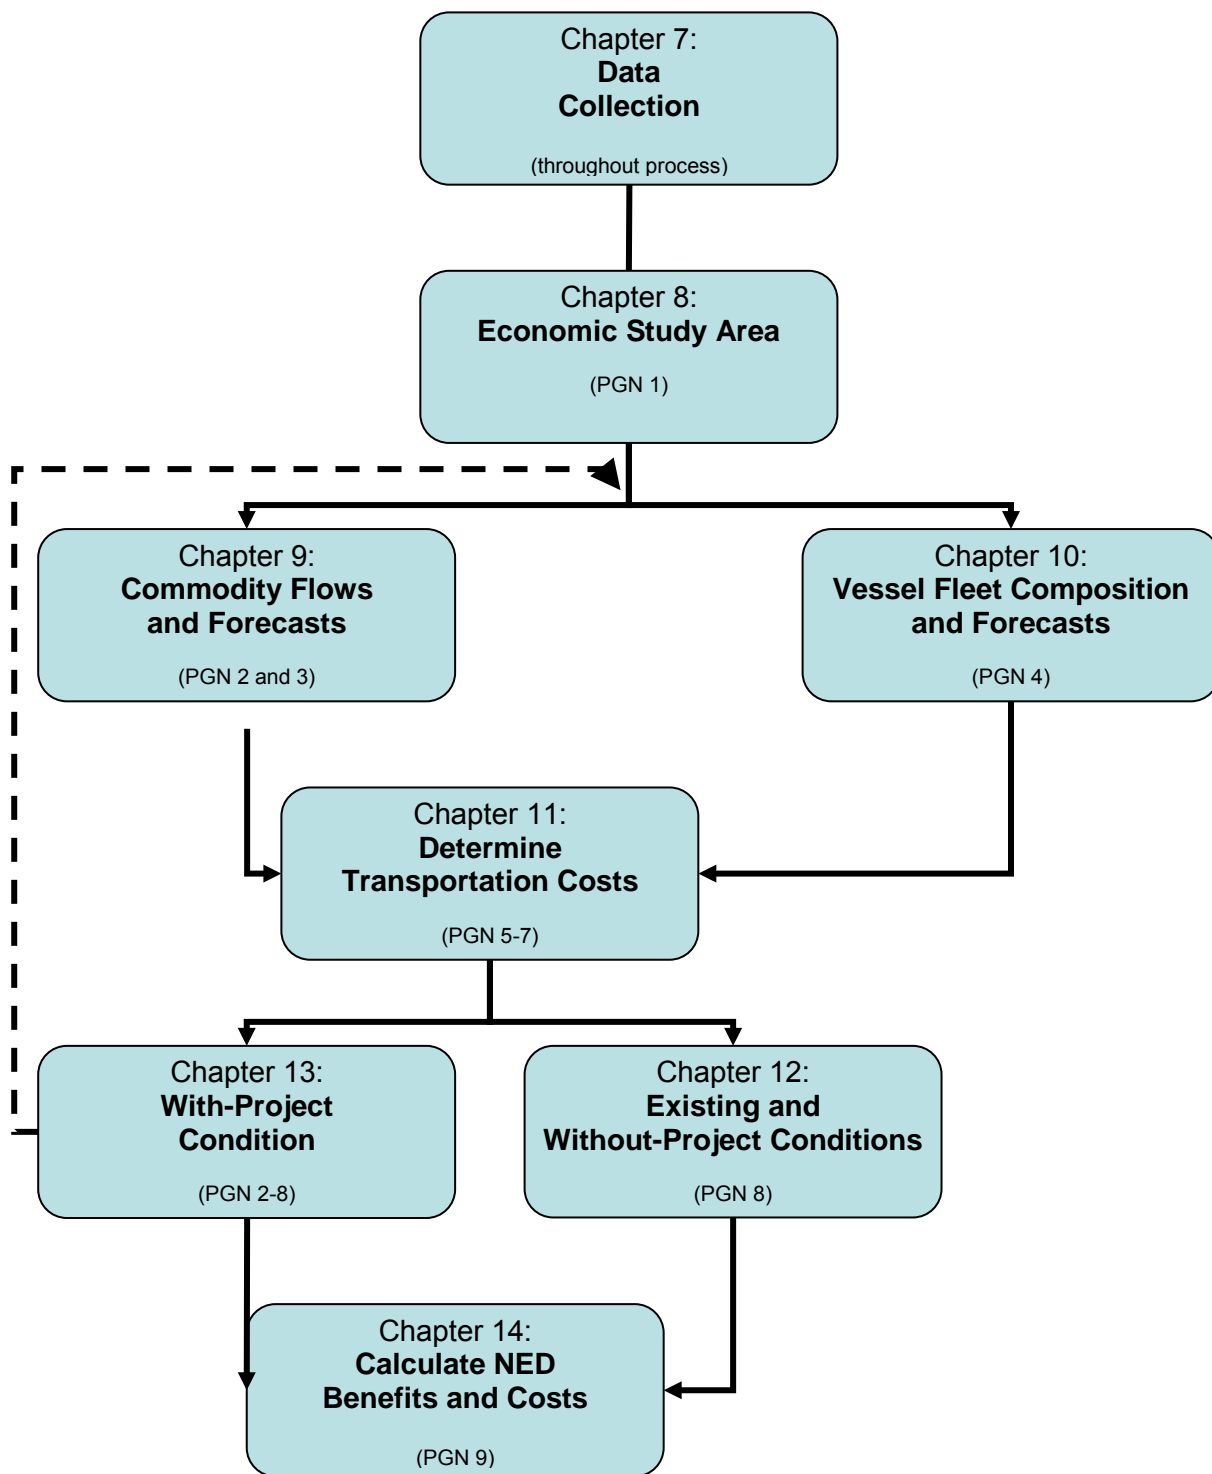 Chapter 7:
Data
Collection
(throughout process)
Chapter 8:
Economic Study Area
(PGN 1)
Chapter 9:
Commodity Flows
and Forecasts
(PGN 2 and 3)
Chapter 10:
Vessel Fleet Composition
and Forecasts
(PGN 4)
Chapter 11:
Determine
Transportation Costs
(PGN 5-7)
Chapter 13:
With-Project
Condition
(PGN 2-8)
Chapter 12:
Existing and
Without-Project Conditions
(PGN 8)
Chapter 14:
Calculate NED
Benefits and Costs
(PGN 9)